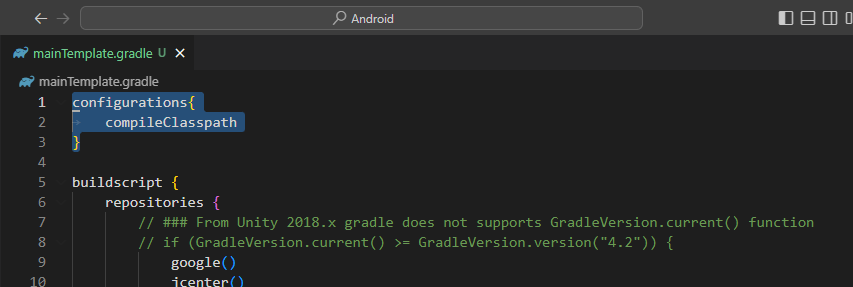 Android
mainTemplate.gradle U
mainTemplate.gradle
1 configurations{
2 compileClasspath
3 }
4
5 buildscript {
6 repositories {
7 // ### From Unity 2018.x gradle does not supports GradleVersion.current() function
8 // if (GradleVersion.current() >= GradleVersion.version("4.2")) {
9 google()
10 jcenter()